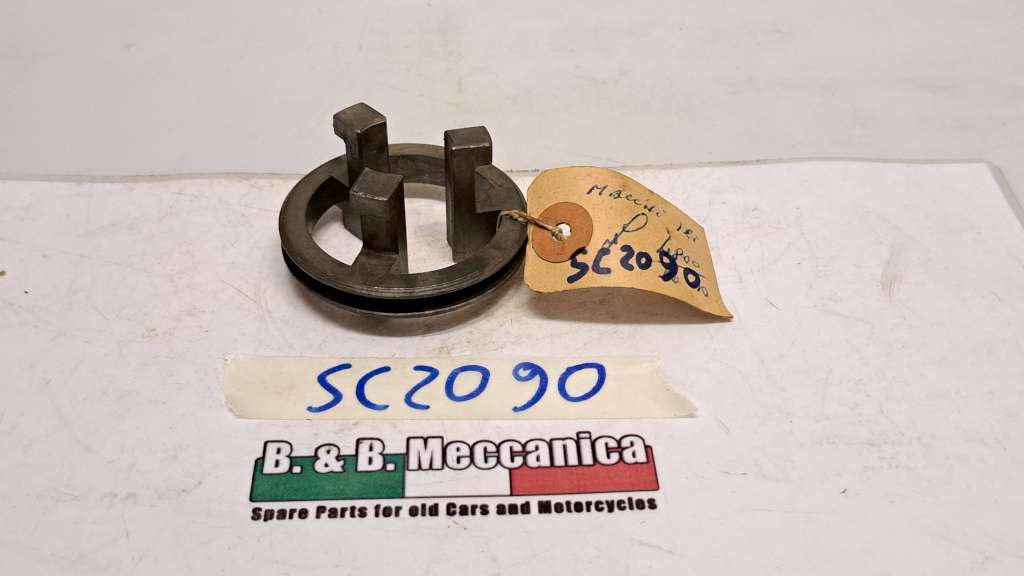 SC2090
SC2090
B. & B. Meccanica
Spare Parts for old Cars and Motorcycles